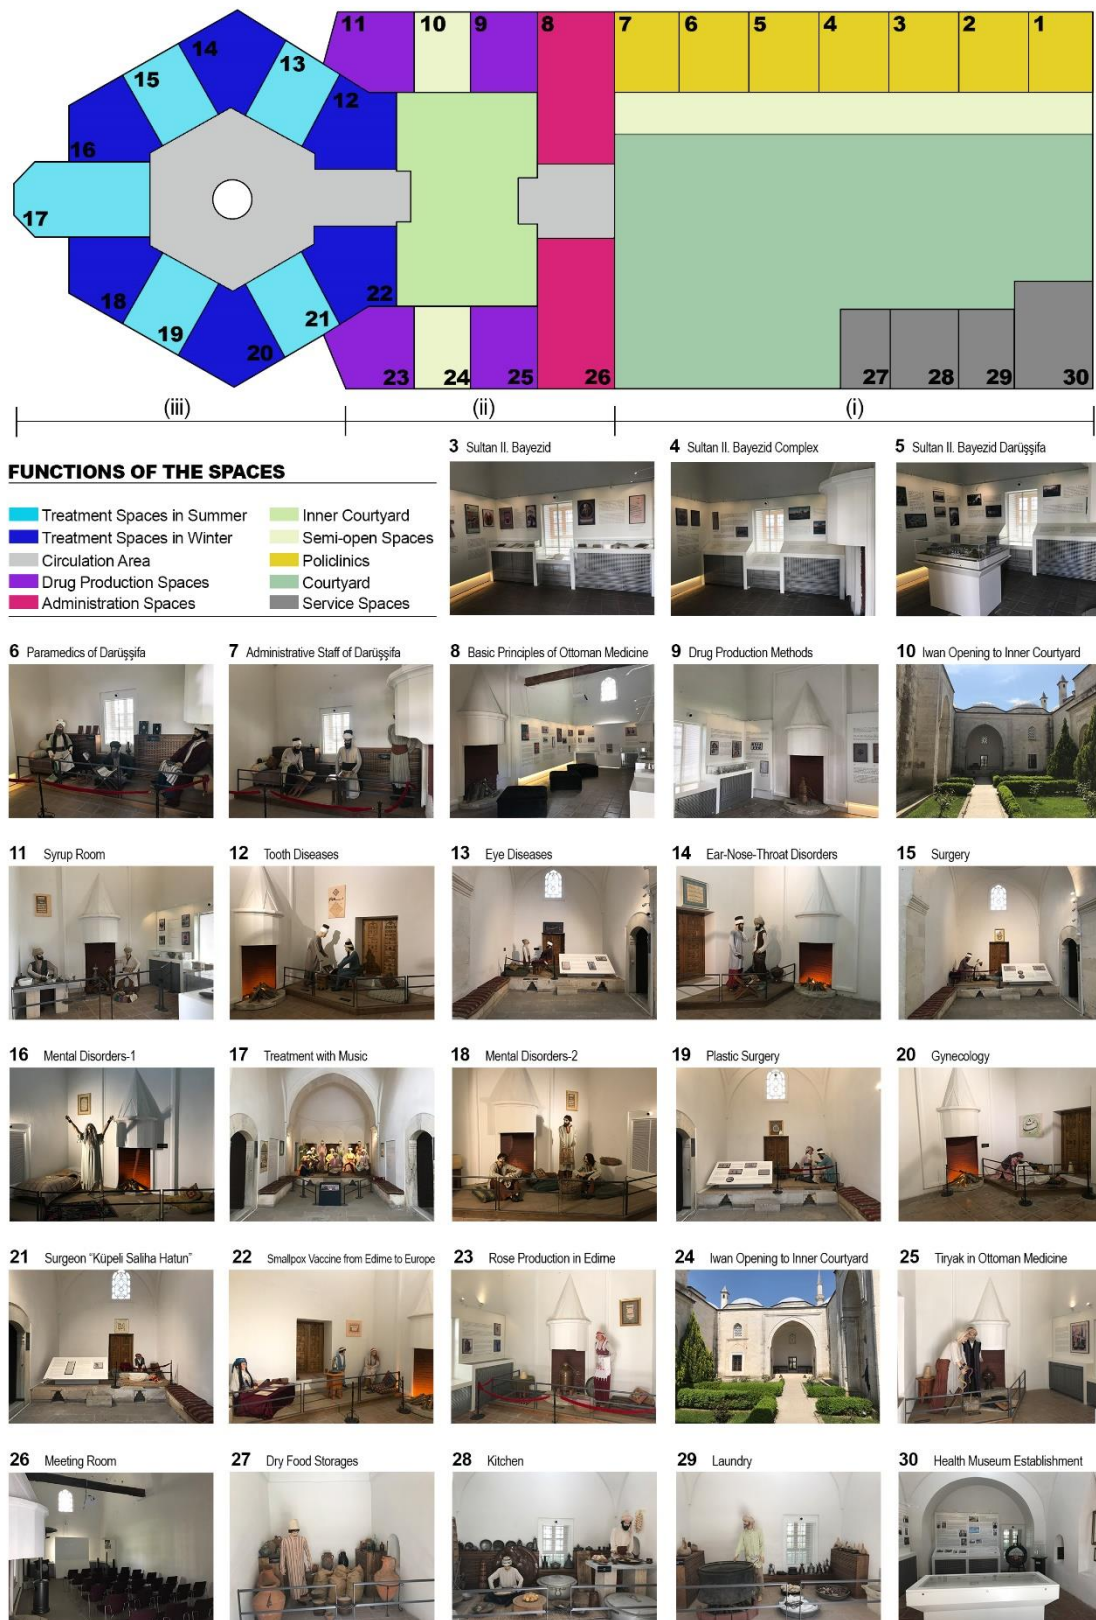 11 10 9 8 7 6 5 4 3 2 1
14
15 13
12
16
17
18 22
19 21
20
23 24 25 26 27 28 29 30
(iii) (ii) (i)
FUNCTIONS OF THE SPACES
Treatment Spaces in Summer
Treatment Spaces in Winter
Circulation Area
Drug Production Spaces
Administration Spaces
Inner Courtyard
Semi-open Spaces
Policlinics
Courtyard
Service Spaces
3 Sultan II. Bayezid
4 Sultan II. Bayezid Complex
5 Sultan II. Bayezid Darüşşifa
6 Paramedics of Darüşşifa
7 Administrative Staff of Darüşşifa
8 Basic Principles of Ottoman Medicine
9 Drug Production Methods
10 Iwan Opening to Inner Courtyard
11 Syrup Room
12 Tooth Diseases
13 Eye Diseases
14 Ear-Nose-Throat Disorders
15 Surgery
16 Mental Disorders-1
17 Treatment with Music
18 Mental Disorders-2
19 Plastic Surgery
20 Gynecology
21 Surgeon “Küpeli Saliha Hatun”
22 Smallpox Vaccine from Edirne to Europe
23 Rose Production in Edirne
24 Iwan Opening to Inner Courtyard
25 Tiryak in Ottoman Medicine
26 Meeting Room
27 Dry Food Storages
28 Kitchen
29 Laundry
30 Health Museum Establishment